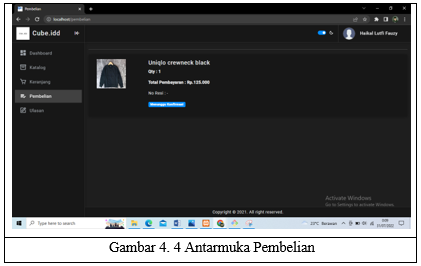 Pembelian
localhost/pembelian
Cube.idd
Haikal Lutfi Fauzy
Dashboard
Katalog
Keranjang
Pembelian
Ulasan
Uniqlo crewneck black
Qty : 1
Total Pembayaran : Rp.125.000
No Resi : -
Menunggu Konfirmasi
Activate Windows
Go to Settings to activate Windows.
Copyright © 2021. All right reserved.
Type here to search
23°C Berawan
Gambar 4. 4 Antarmuka Pembelian